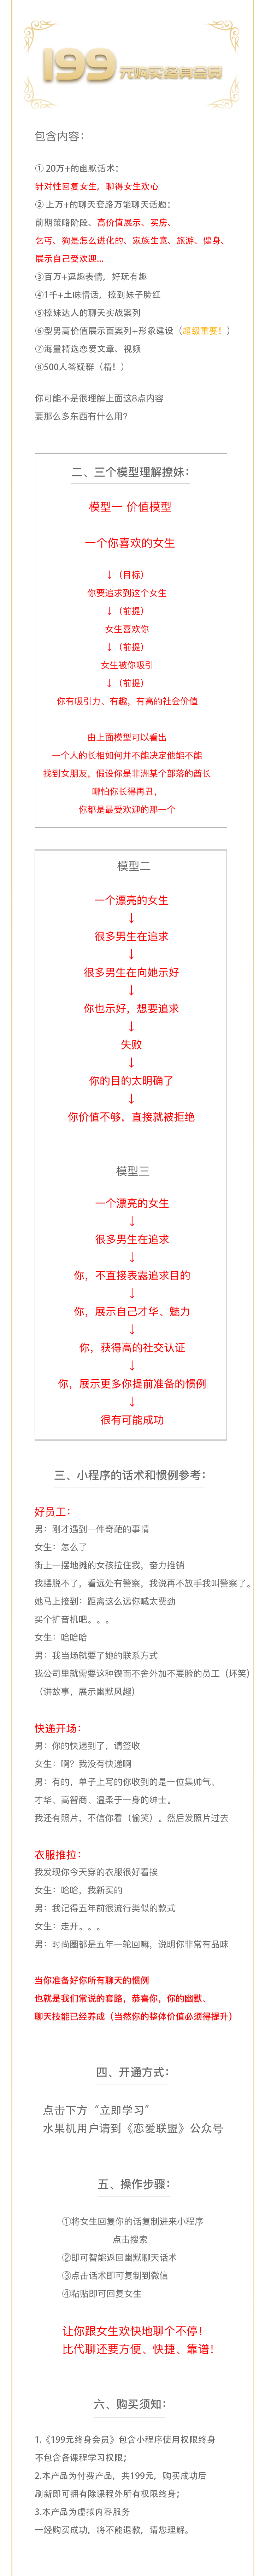 199元购买终身会员
包含内容：
① 20万+的幽默话术：
针对性回复女生，聊得女生欢心
② 上万+的聊天套路万能聊天话题：
前期策略阶段、高价值展示、买房、
乞丐、狗是怎么进化的、家族生意、旅游、健身、
展示自己受欢迎...
③百万+逗趣表情，好玩有趣
④1千+土味情话，撩到妹子脸红
⑤撩妹达人的聊天实战案列
⑥型男高价值展示面案列+形象建设（超级重要！）
⑦海量精选恋爱文章、视频
⑧500人答疑群（精！）
你可能不是很理解上面这8点内容
要那么多东西有什么用？
二、三个模型理解撩妹：
模型一 价值模型
一个你喜欢的女生
↓（目标）
你要追求到这个女生
↓（前提）
女生喜欢你
↓（前提）
女生被你吸引
↓（前提）
你有吸引力、有趣，有高的社会价值
由上面模型可以看出
一个人的长相如何并不能决定他能不能
找到女朋友，假设你是非洲某个部落的酋长
哪怕你长得再丑，
你都是最受欢迎的那一个
模型二
一个漂亮的女生
↓
很多男生在追求
↓
很多男生在向她示好
↓
你也示好，想要追求
↓
失败
↓
你的目的太明确了
↓
你价值不够，直接就被拒绝
模型三
一个漂亮的女生
↓
很多男生在追求
↓
你，不直接表露追求目的
↓
你，展示自己才华、魅力
↓
你，获得高的社交认证
↓
你，展示更多你提前准备的惯例
↓
很有可能成功
三、小程序的话术和惯例参考：
好员工：
男：刚才遇到一件奇葩的事情
女生：怎么了
街上一摆地摊的女孩拉住我，奋力推销
我摆脱不了，看远处有警察，我说再不放手我叫警察了。
她马上接到：距离这么远你喊太费劲
买个扩音机吧。。。
女生：哈哈哈
男：我当场就要了她的联系方式
我公司里就需要这种锲而不舍外加不要脸的员工（坏笑）
（讲故事，展示幽默风趣）
快递开场：
男：你的快递到了，请签收
女生：啊？我没有快递啊
男：有的，单子上写的你收到的是一位集帅气、
才华、高智商、温柔于一身的绅士。
我还有照片，不信你看（偷笑）。然后发照片过去
衣服推拉：
我发现你今天穿的衣服很好看挨
女生：哈哈，我新买的
男：我记得五年前很流行类似的款式
女生：走开。。。
男：时尚圈都是五年一轮回嘛，说明你非常有品味
当你准备好你所有聊天的惯例
也就是我们常说的套路，恭喜你，你的幽默、
聊天技能已经养成（当然你的整体价值必须得提升）
四、开通方式：
点击下方“立即学习”
水果机用户请到《恋爱联盟》公众号
五、操作步骤：
①将女生回复你的话复制进来小程序
点击搜索
②即可智能返回幽默聊天话术
③点击话术即可复制到微信
④粘贴即可回复女生
让你跟女生欢快地聊个不停！
比代聊还要方便、快捷、靠谱！
六、购买须知：
1.《199元终身会员》包含小程序使用权限终身
不包含各课程学习权限；
2.本产品为付费产品，共199元，购买成功后
刷新即可拥有除课程外所有权限终身；
3.本产品为虚拟内容服务
一经购买成功，将不能退款，请您理解。